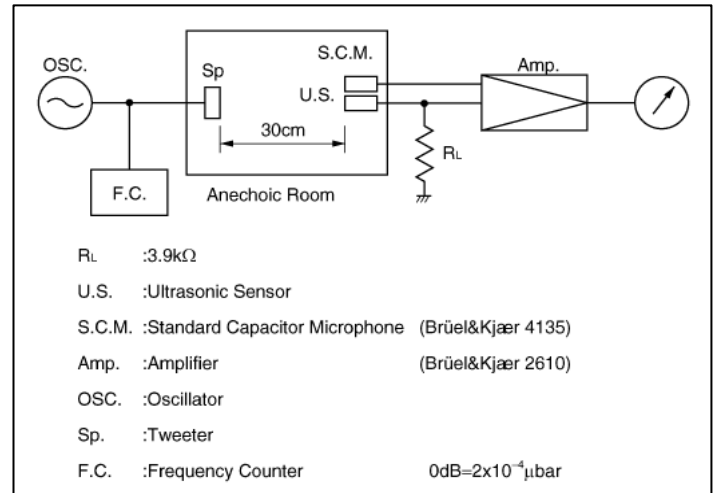 OSC.
Sp
S.C.M.
U.S.
Amp.
30cm
RL
F.C.
Anechoic Room
RL :3.9kΩ
U.S. :Ultrasonic Sensor
S.C.M. :Standard Capacitor Microphone (Brüel&Kjær 4135)
Amp. :Amplifier (Brüel&Kjær 2610)
OSC. :Oscillator
Sp. :Tweeter
F.C. :Frequency Counter 0dB=2x10⁻⁴μbar